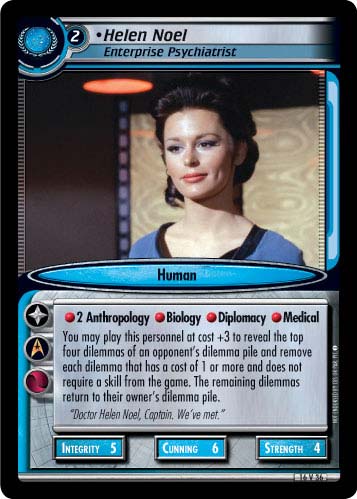 2
•Helen Noel
Enterprise Psychiatrist
Human
2 Anthropology Biology Diplomacy Medical
You may play this personnel at cost +3 to reveal the
top four dilemmas of an opponent's dilemma pile and remove
each dilemma that has a cost of 1 or more and does not
require a skill from the game. The remaining dilemmas
return to their owner's dilemma pile.
"Doctor Helen Noel, Captain. We've met."
INTEGRITY 5 CUNNING 6 STRENGTH 4
16 V 36